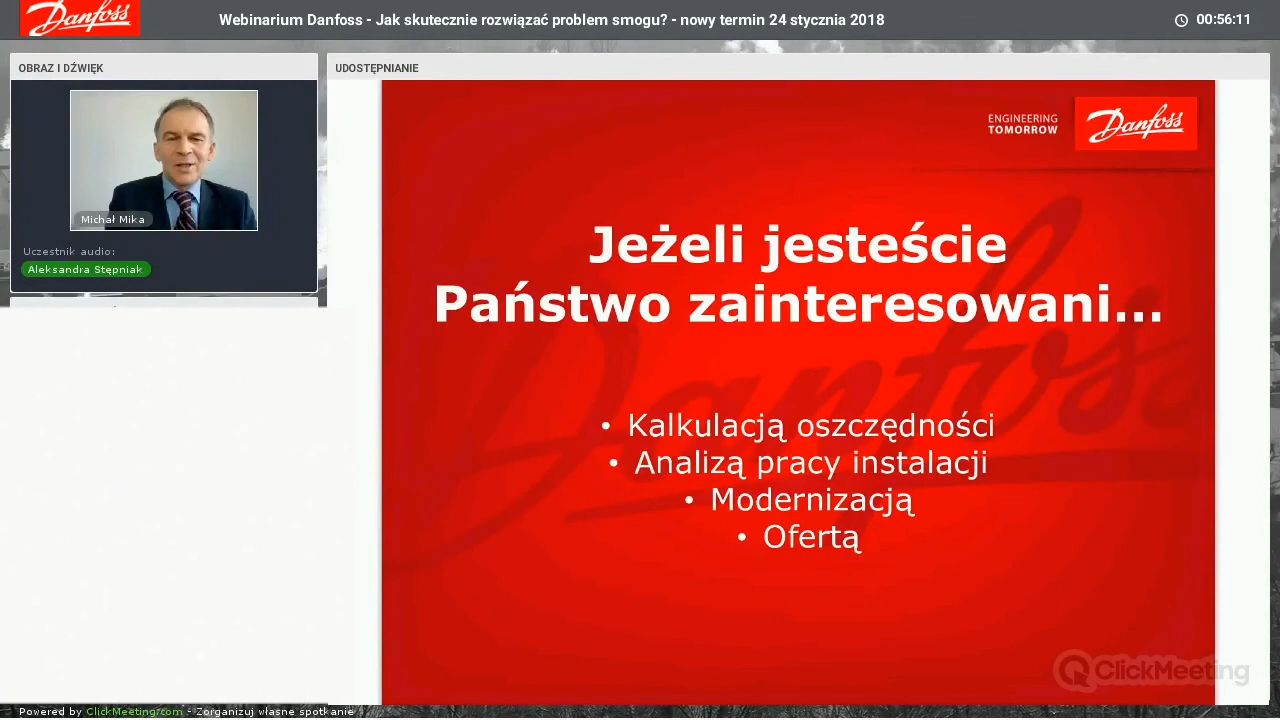 Danfoss
Webinarium Danfoss - Jak skutecznie rozwiązać problem smogu? - nowy termin 24 stycznia 2018
00:56:11
OBRAZ I DŹWIĘK
Michał Mika
Uczestnik audio:
Aleksandra Stępniak
UDOSTĘPNIANIE
ENGINEERING
TOMORROW
Danfoss
Jeżeli jesteście
Państwo zainteresowani...
• Kalkulacją oszczędności
• Analizą pracy instalacji
• Modernizacją
• Ofertą
Danfoss
ClickMeeting
Powered by ClickMeeting.com - Zorganizuj własne spotkanie